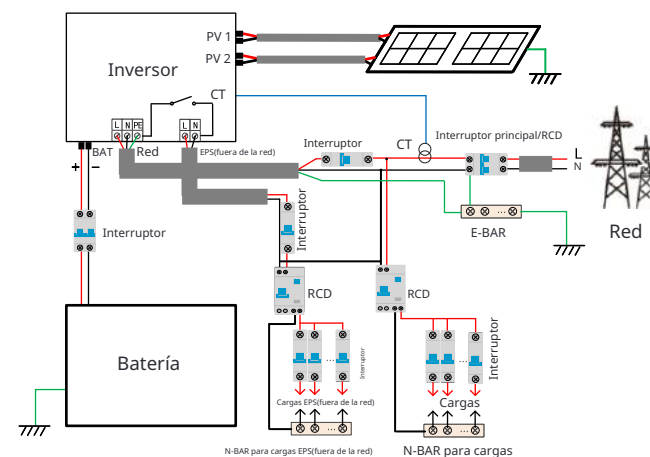 PV 1
PV 2
Inversor
CT
L N PE
L N
BAT
Red
EPS(fuera de la red)
+ −
Interruptor
CT
Interruptor principal/RCD
L
N
Red
E-BAR
Interruptor
Interruptor
RCD
RCD
Batería
Interruptor
Interruptor
Cargas EPS(fuera de la red)
Cargas
N-BAR para cargas EPS(fuera de la red)
N-BAR para cargas